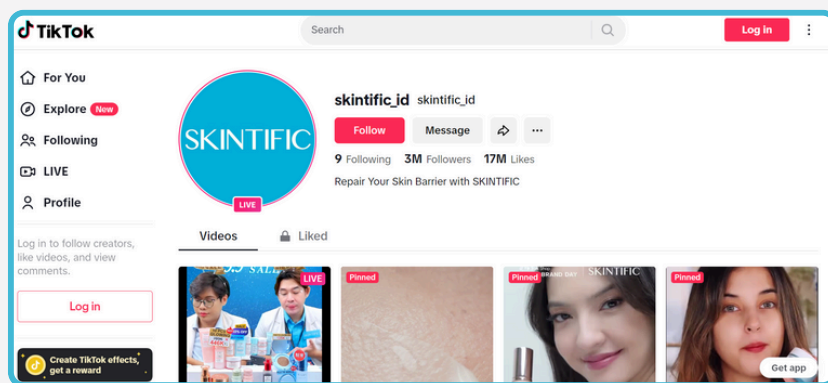 TikTok
Search
Log in
For You
Explore New
Following
LIVE
Profile
Log in to follow creators,
like videos, and view
comments.
Log in
Create TikTok effects,
get a reward
SKINTIFIC
LIVE
skintific_id skintific_id
Follow
Message
9 Following 3M Followers 17M Likes
Repair Your Skin Barrier with SKINTIFIC
Videos
Liked
LIVE
Pinned
Pinned
BRAND DAY
SKINTIFIC
Pinned
Get app